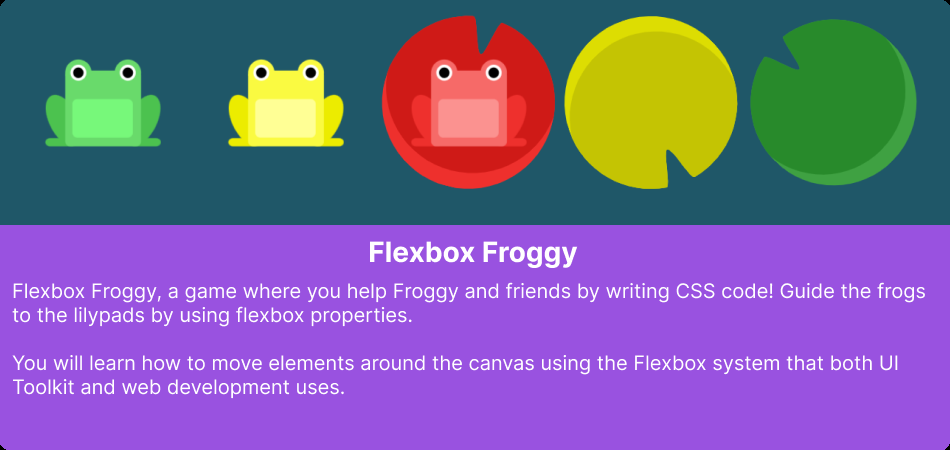 Flexbox Froggy
Flexbox Froggy, a game where you help Froggy and friends by writing CSS code! Guide the frogs
to the lilypads by using flexbox properties.
You will learn how to move elements around the canvas using the Flexbox system that both UI
Toolkit and web development uses.